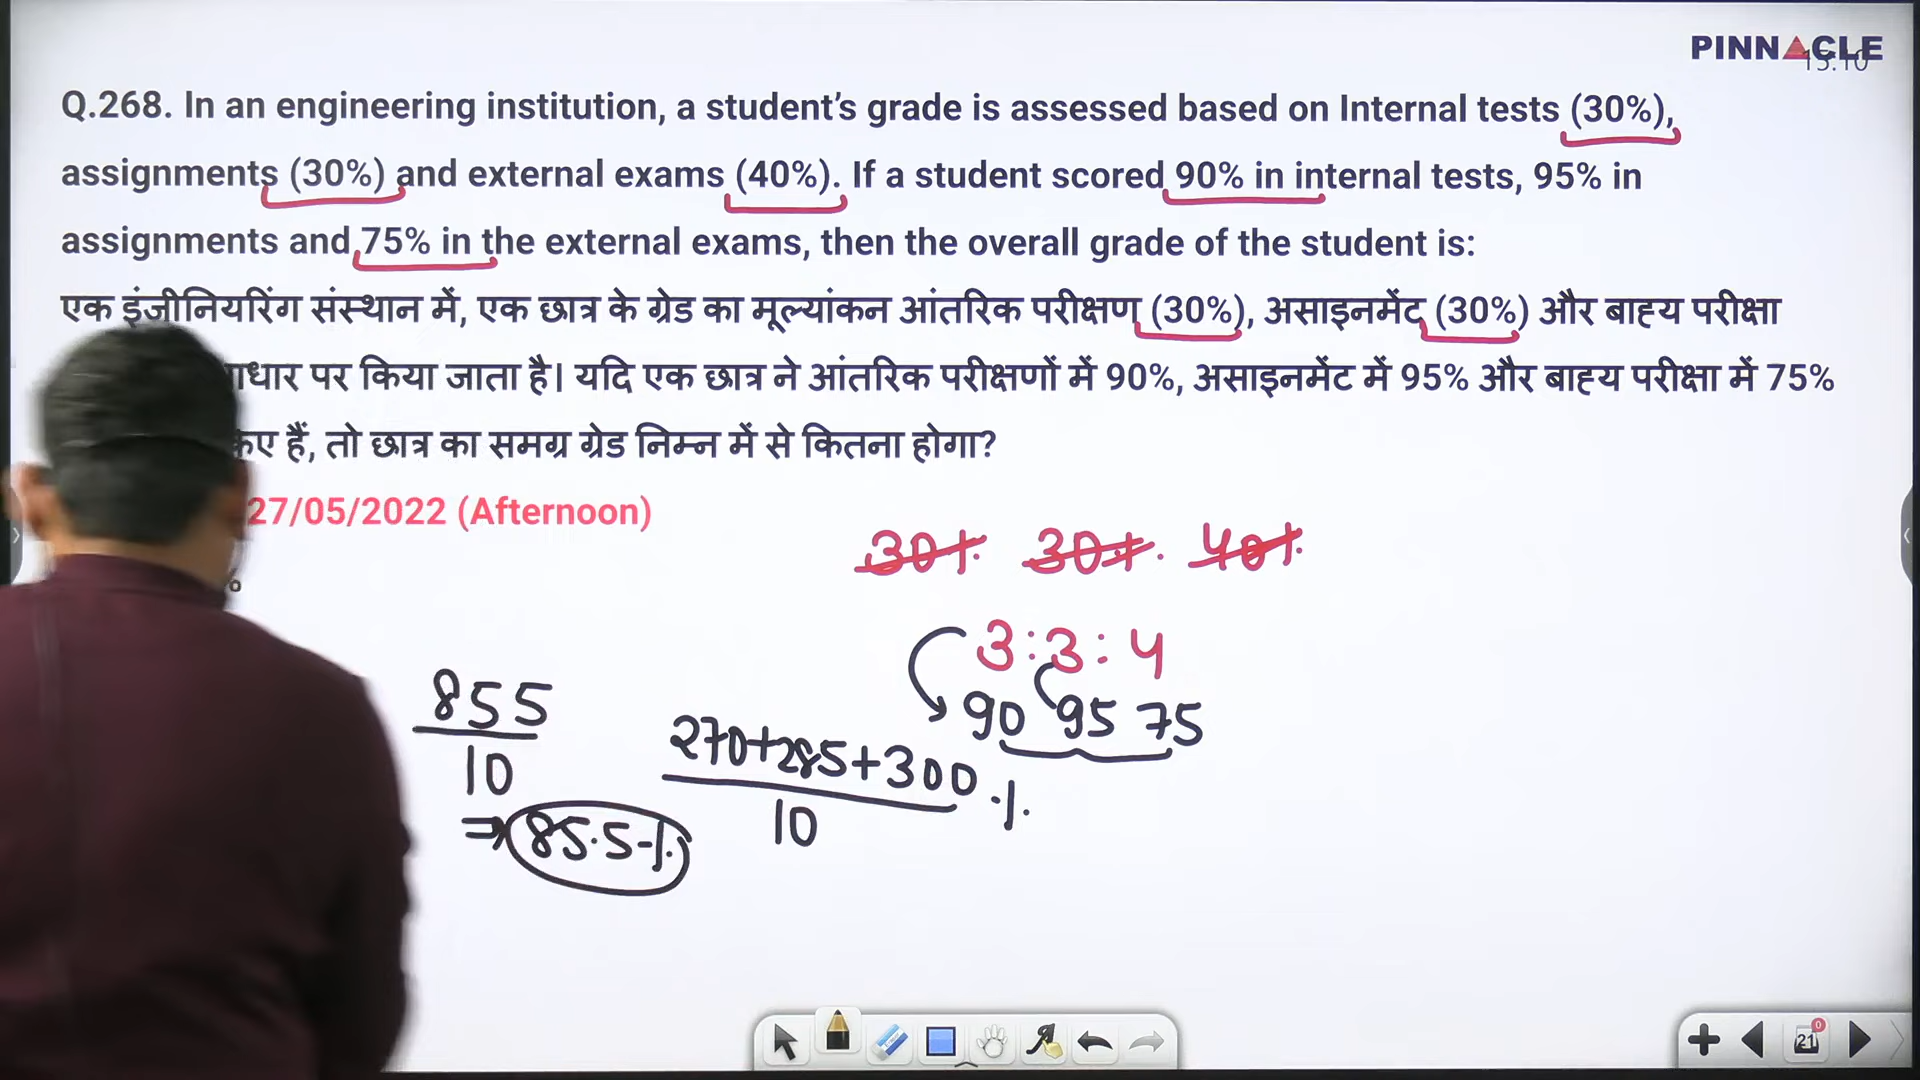 PINNACLE
15:10
Q.268. In an engineering institution, a student’s grade is assessed based on Internal tests (30%),
assignments (30%) and external exams (40%). If a student scored 90% in internal tests, 95% in
assignments and 75% in the external exams, then the overall grade of the student is:
एक इंजीनियरिंग संस्थान में, एक छात्र के ग्रेड का मूल्यांकन आंतरिक परीक्षण (30%), असाइनमेंट (30%) और बाह्य परीक्षा
पर किया जाता है। यदि एक छात्र ने आंतरिक परीक्षणों में 90%, असाइनमेंट में 95% और बाह्य परीक्षा में 75%
हैं, तो छात्र का समग्र ग्रेड निम्न में से कितना होगा?
27/05/2022 (Afternoon)
30% 30% 40%
%
3:3:4
90 95 75
855
10
270+285+300 %
10
⇒ 85.5%
21
0